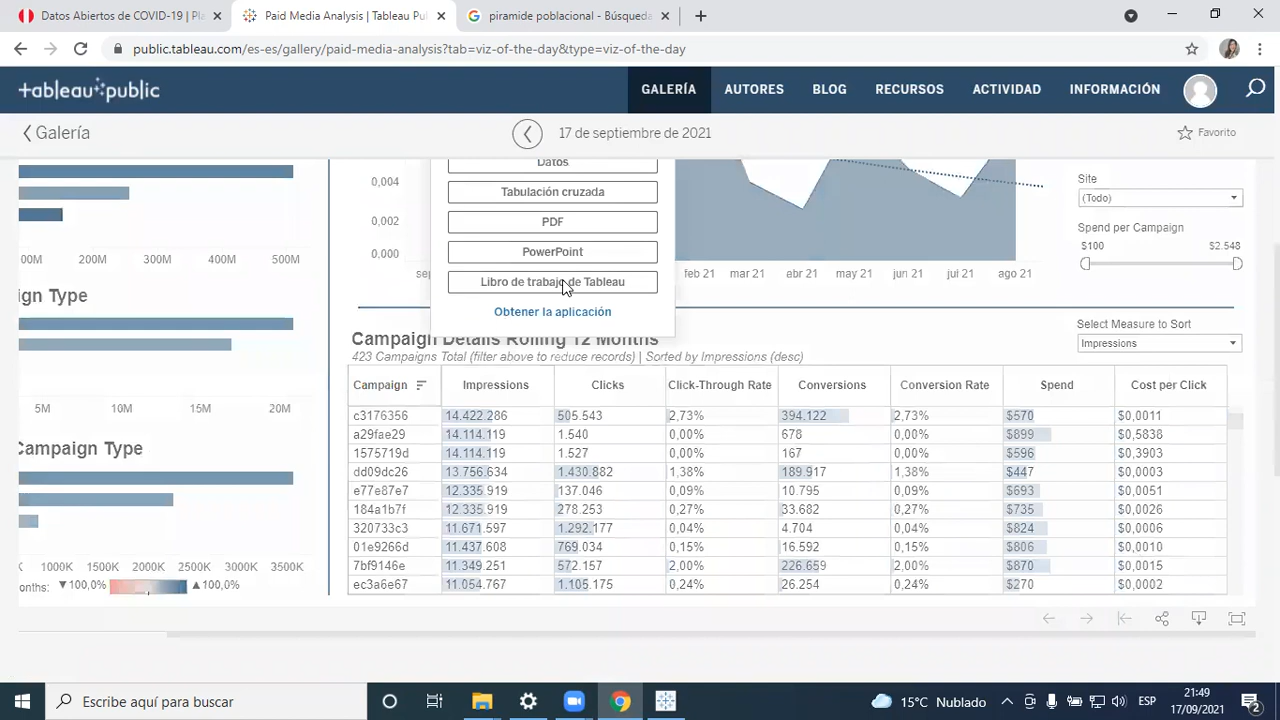 Datos Abiertos de COVID-19 | Pla
Paid Media Analysis | Tableau Pub
piramide poblacional - Búsqueda
public.tableau.com/es-es/gallery/paid-media-analysis?tab=viz-of-the-day&type=viz-of-the-day
tableau public
GALERÍA AUTORES BLOG RECURSOS ACTIVIDAD INFORMACIÓN
Galería
17 de septiembre de 2021
Favorito
Datos
Tabulación cruzada
PDF
PowerPoint
Libro de trabajo de Tableau
Obtener la aplicación
0,004
0,002
0,000
feb 21 mar 21 abr 21 may 21 jun 21 jul 21 ago 21
Site
(Todo)
Spend per Campaign
$100 $2.548
00M 200M 300M 400M 500M
ign Type
5M 10M 15M 20M
Campaign Type
K 1000K 1500K 2000K 2500K 3000K 3500K
onths: ▼100,0% ▲100,0%
Campaign Details Rolling 12 Months
423 Campaigns Total (filter above to reduce records) | Sorted by Impressions (desc)
Select Measure to Sort
Impressions
Campaign Impressions Clicks Click-Through Rate Conversions Conversion Rate Spend Cost per Click
c3176356 14.422.286 505.543 2,73% 394.122 2,73% $570 $0,0011
a29fae29 14.114.119 1.540 0,00% 678 0,00% $899 $0,5838
1575719d 14.114.119 1.527 0,00% 167 0,00% $596 $0,3903
dd09dc26 13.756.634 1.430.882 1,38% 189.917 1,38% $447 $0,0003
e77e87e7 12.335.919 137.046 0,09% 10.795 0,09% $693 $0,0051
184a1b7f 12.335.919 278.253 0,27% 33.682 0,27% $735 $0,0026
320733c3 11.671.597 1.292.177 0,04% 4.704 0,04% $824 $0,0006
01e9266d 11.437.608 769.034 0,15% 16.592 0,15% $806 $0,0010
7bf9146e 11.349.251 572.157 2,00% 226.659 2,00% $870 $0,0015
ec3a6e67 11.054.767 1.105.175 0,24% 26.254 0,24% $270 $0,0002
Escribe aquí para buscar
15°C Nublado
ESP
21:49
17/09/2021
2